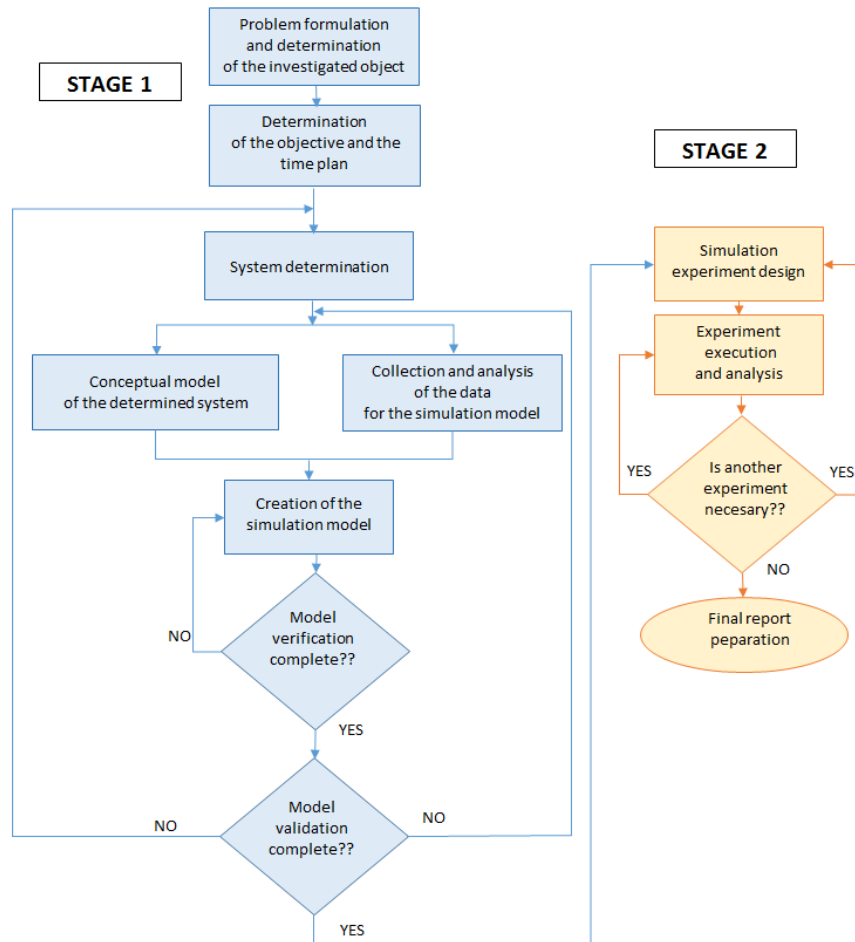 Problem formulation
and determination
of the investigated object
STAGE 1
Determination
of the objective and the
time plan
System determination
Conceptual model
of the determined system
Collection and analysis
of the data
for the simulation model
Creation of the
simulation model
Model
verification
complete??
NO
YES
Model
validation
complete??
NO
NO
YES
STAGE 2
Simulation
experiment design
Experiment
execution
and analysis
Is another
experiment
necesary??
YES
YES
NO
Final report
peparation